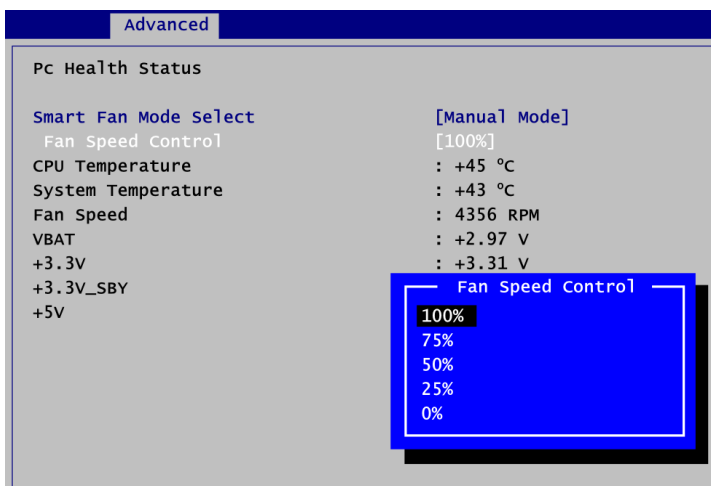 Advanced
Pc Health Status
Smart Fan Mode Select [Manual Mode]
Fan Speed Control [100%]
CPU Temperature : +45 ºC
System Temperature : +43 ºC
Fan Speed : 4356 RPM
VBAT : +2.97 V
+3.3V : +3.31 V
+3.3V_SBY
+5V
Fan Speed Control
100%
75%
50%
25%
0%